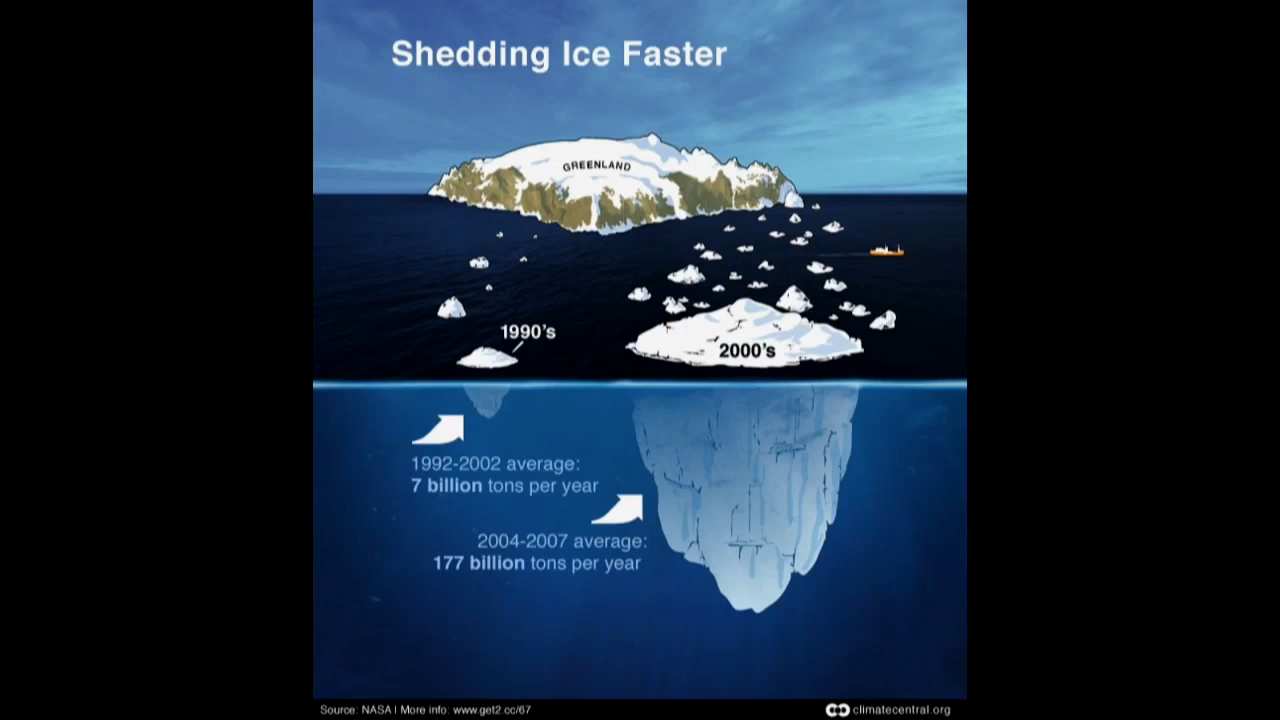 Shedding Ice Faster
GREENLAND
1990's
2000's
1992-2002 average:
7 billion tons per year
2004-2007 average:
177 billion tons per year
Source: NASA | More info: www.get2.cc/67
climatecentral.org